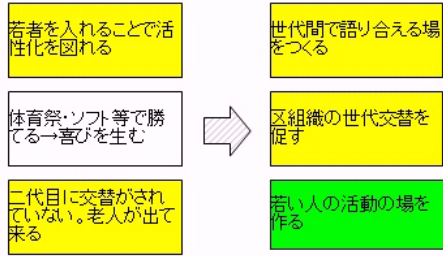 若者を入れることで活
性化を図れる
体育祭・ソフト等で勝
てる→喜びを生む
二代目に交替がされ
ていない。老人が出て
来る
世代間で語り合える場
をつくる
区組織の世代交替を
促す
若い人の活動の場を
作る